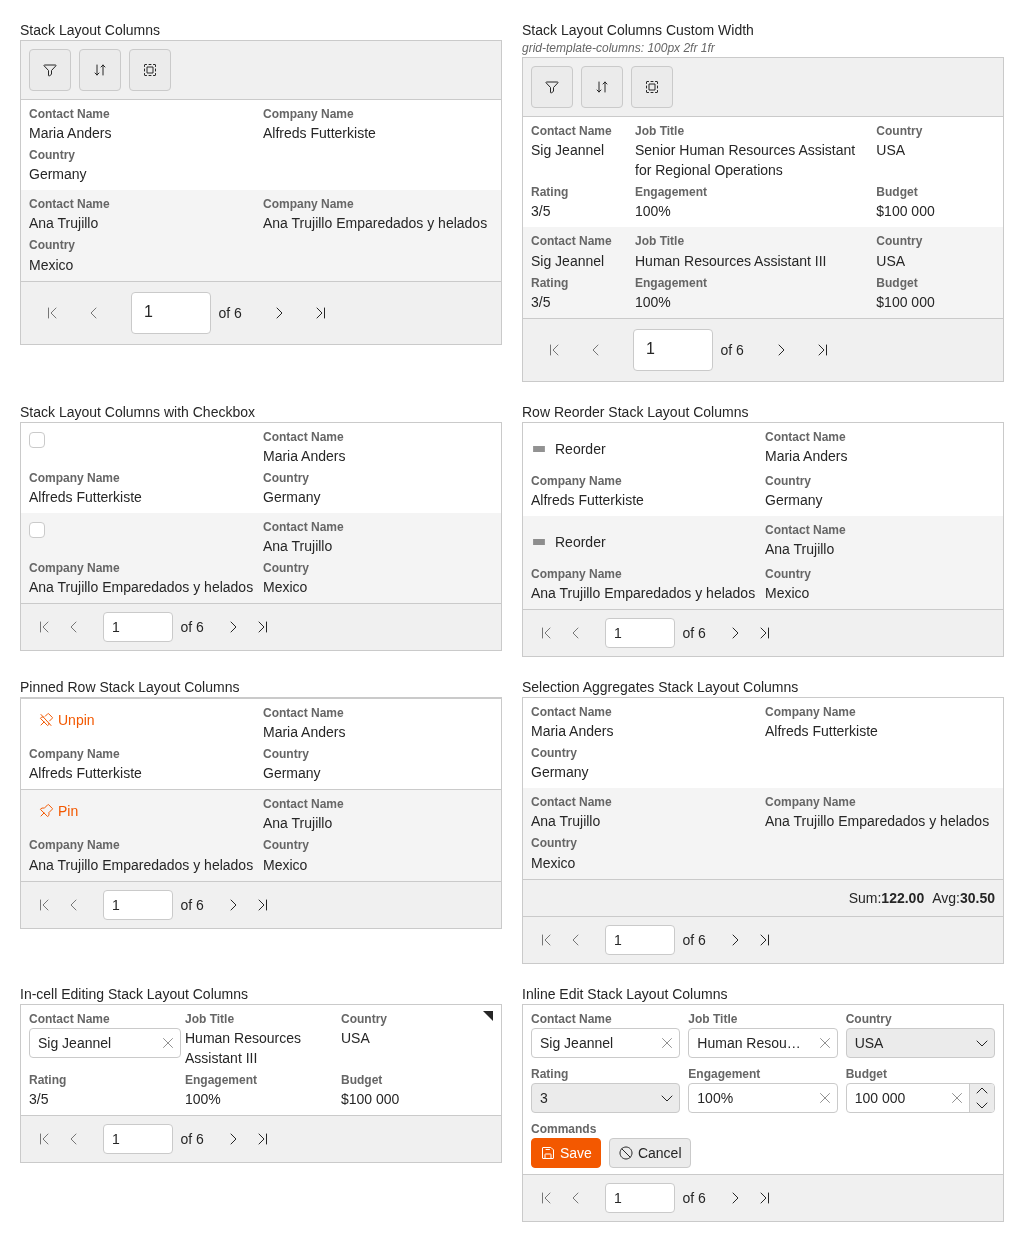 Stack Layout Columns
Contact Name Company Name
Maria Anders Alfreds Futterkiste
Country
Germany
Contact Name Company Name
Ana Trujillo Ana Trujillo Emparedados y helados
Country
Mexico
1 of 6
Stack Layout Columns Custom Width
grid-template-columns: 100px 2fr 1fr
Contact Name Job Title Country
Sig Jeannel Senior Human Resources Assistant USA
for Regional Operations
Rating Engagement Budget
3/5 100% $100 000
Contact Name Job Title Country
Sig Jeannel Human Resources Assistant III USA
Rating Engagement Budget
3/5 100% $100 000
1 of 6
Stack Layout Columns with Checkbox
Contact Name
Maria Anders
Company Name Country
Alfreds Futterkiste Germany
Contact Name
Ana Trujillo
Company Name Country
Ana Trujillo Emparedados y helados Mexico
1 of 6
Row Reorder Stack Layout Columns
Contact Name
Reorder Maria Anders
Company Name Country
Alfreds Futterkiste Germany
Contact Name
Reorder Ana Trujillo
Company Name Country
Ana Trujillo Emparedados y helados Mexico
1 of 6
Pinned Row Stack Layout Columns
Contact Name
Unpin Maria Anders
Company Name Country
Alfreds Futterkiste Germany
Contact Name
Pin Ana Trujillo
Company Name Country
Ana Trujillo Emparedados y helados Mexico
1 of 6
Selection Aggregates Stack Layout Columns
Contact Name Company Name
Maria Anders Alfreds Futterkiste
Country
Germany
Contact Name Company Name
Ana Trujillo Ana Trujillo Emparedados y helados
Country
Mexico
Sum:122.00 Avg:30.50
1 of 6
In-cell Editing Stack Layout Columns
Contact Name Job Title Country
Sig Jeannel Human Resources USA
Assistant III
Rating Engagement Budget
3/5 100% $100 000
1 of 6
Inline Edit Stack Layout Columns
Contact Name Job Title Country
Sig Jeannel Human Resou… USA
Rating Engagement Budget
3 100% 100 000
Commands
Save Cancel
1 of 6